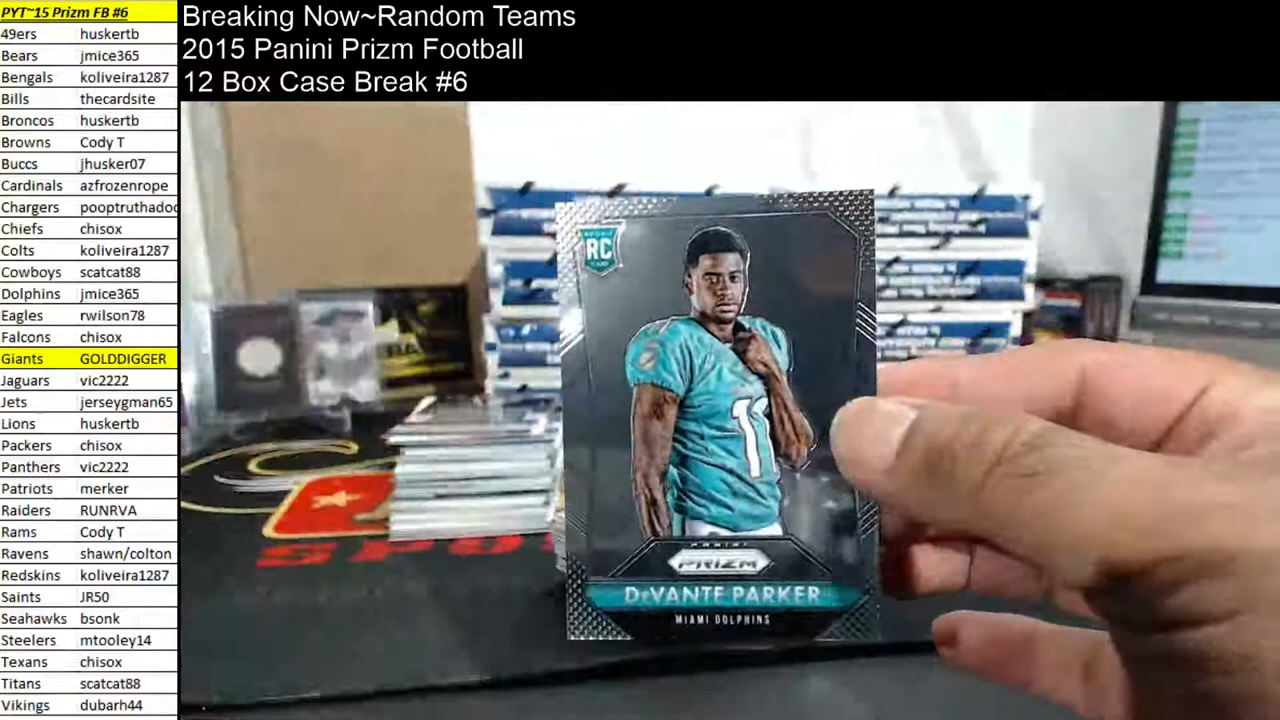 PYT~15 Prizm FB #6
49ers huskertb
Bears jmice365
Bengals koliveira1287
Bills thecardsite
Broncos huskertb
Browns Cody T
Buccs jhusker07
Cardinals azfrozenrope
Chargers pooptruthadoo
Chiefs chisox
Colts koliveira1287
Cowboys scatcat88
Dolphins jmice365
Eagles rwilson78
Falcons chisox
Giants GOLDDIGGER
Jaguars vic2222
Jets jerseygman65
Lions huskertb
Packers chisox
Panthers vic2222
Patriots merker
Raiders RUNRVA
Rams Cody T
Ravens shawn/colton
Redskins koliveira1287
Saints JR50
Seahawks bsonk
Steelers mtooley14
Texans chisox
Titans scatcat88
Vikings dubarh44
Breaking Now~Random Teams
2015 Panini Prizm Football
12 Box Case Break #6
RC
11
PANINI
PRIZM
DeVANTE PARKER
MIAMI DOLPHINS
SPO